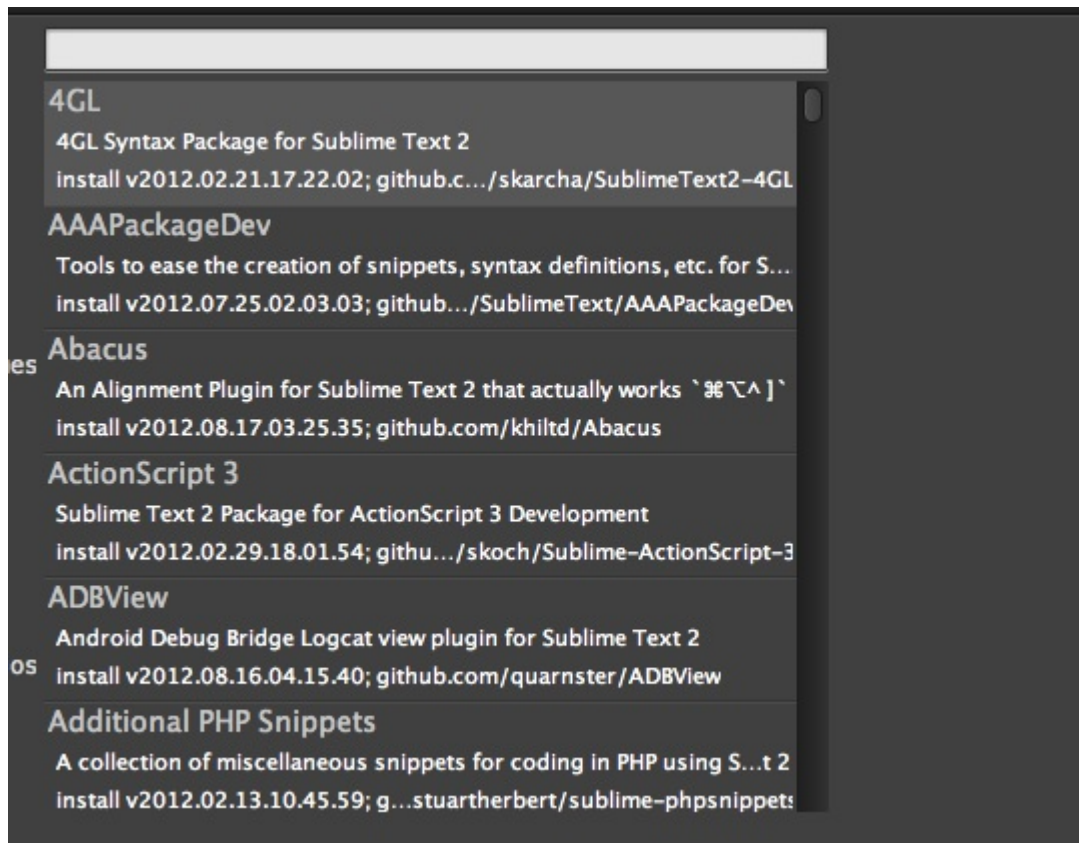 4GL
4GL Syntax Package for Sublime Text 2
install v2012.02.21.17.22.02; github.c.../skarcha/SublimeText2-4GL
AAAPackageDev
Tools to ease the creation of snippets, syntax definitions, etc. for S...
install v2012.07.25.02.03.03; github.../SublimeText/AAAPackageDev
Abacus
An Alignment Plugin for Sublime Text 2 that actually works `⌘⌥^]`
install v2012.08.17.03.25.35; github.com/khiltd/Abacus
ActionScript 3
Sublime Text 2 Package for ActionScript 3 Development
install v2012.02.29.18.01.54; githu.../skoch/Sublime-ActionScript-3
ADBView
Android Debug Bridge Logcat view plugin for Sublime Text 2
install v2012.08.16.04.15.40; github.com/quarnster/ADBView
Additional PHP Snippets
A collection of miscellaneous snippets for coding in PHP using S...t 2
install v2012.02.13.10.45.59; g...stuartherbert/sublime-phpsnippets